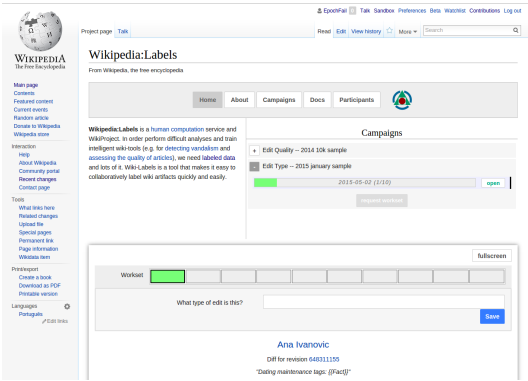 EpochFail Talk Sandbox Preferences Beta Watchlist Contributions Log out
Project page Talk
Read Edit View history More Search
WIKIPEDIA
The Free Encyclopedia
Main page
Contents
Featured content
Current events
Random article
Donate to Wikipedia
Wikipedia store
Interaction
Help
About Wikipedia
Community portal
Recent changes
Contact page
Tools
What links here
Related changes
Upload file
Special pages
Permanent link
Page information
Wikidata item
Print/export
Create a book
Download as PDF
Printable version
Languages
Português
Edit links
Wikipedia:Labels
From Wikipedia, the free encyclopedia
Home About Campaigns Docs Participants
Wikipedia:Labels is a human computation service and
WikiProject. In order perform difficult analyses and train
intelligent wiki-tools (e.g. for detecting vandalism and
assessing the quality of articles), we need labeled data
and lots of it. Wiki-Labels is a tool that makes it easy to
collaboratively label wiki artifacts quickly and easily.
Campaigns
+ Edit Quality -- 2014 10k sample
- Edit Type -- 2015 january sample
2015-05-02 (1/10)
open
request workset
fullscreen
Workset
What type of edit is this?
Save
Ana Ivanovic
Diff for revision 648311155
"Dating maintenance tags: {{Fact}}"